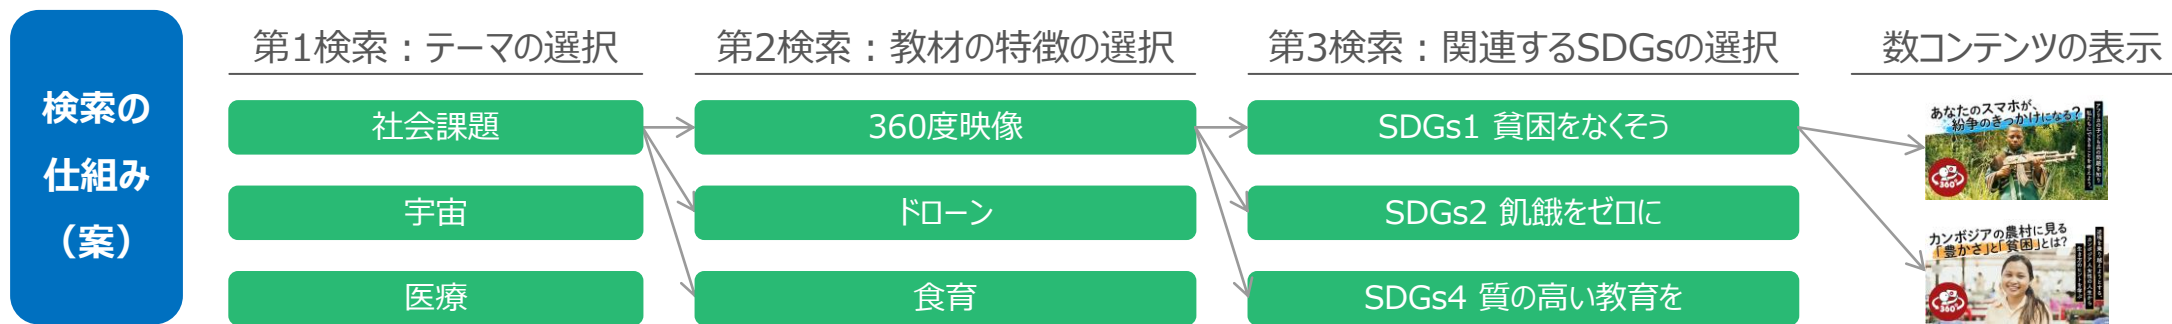 検索の
仕組み
（案）
第1検索：テーマの選択
社会課題
宇宙
医療
第2検索：教材の特徴の選択
360度映像
ドローン
食育
第3検索：関連するSDGsの選択
SDGs1 貧困をなくそう
SDGs2 飢餓をゼロに
SDGs4 質の高い教育を
数コンテンツの表示
あなたのスマホが、
紛争のきっかけになる？
360°
カンボジアの農村に見る
「豊かさ」と「貧困」とは？
360°